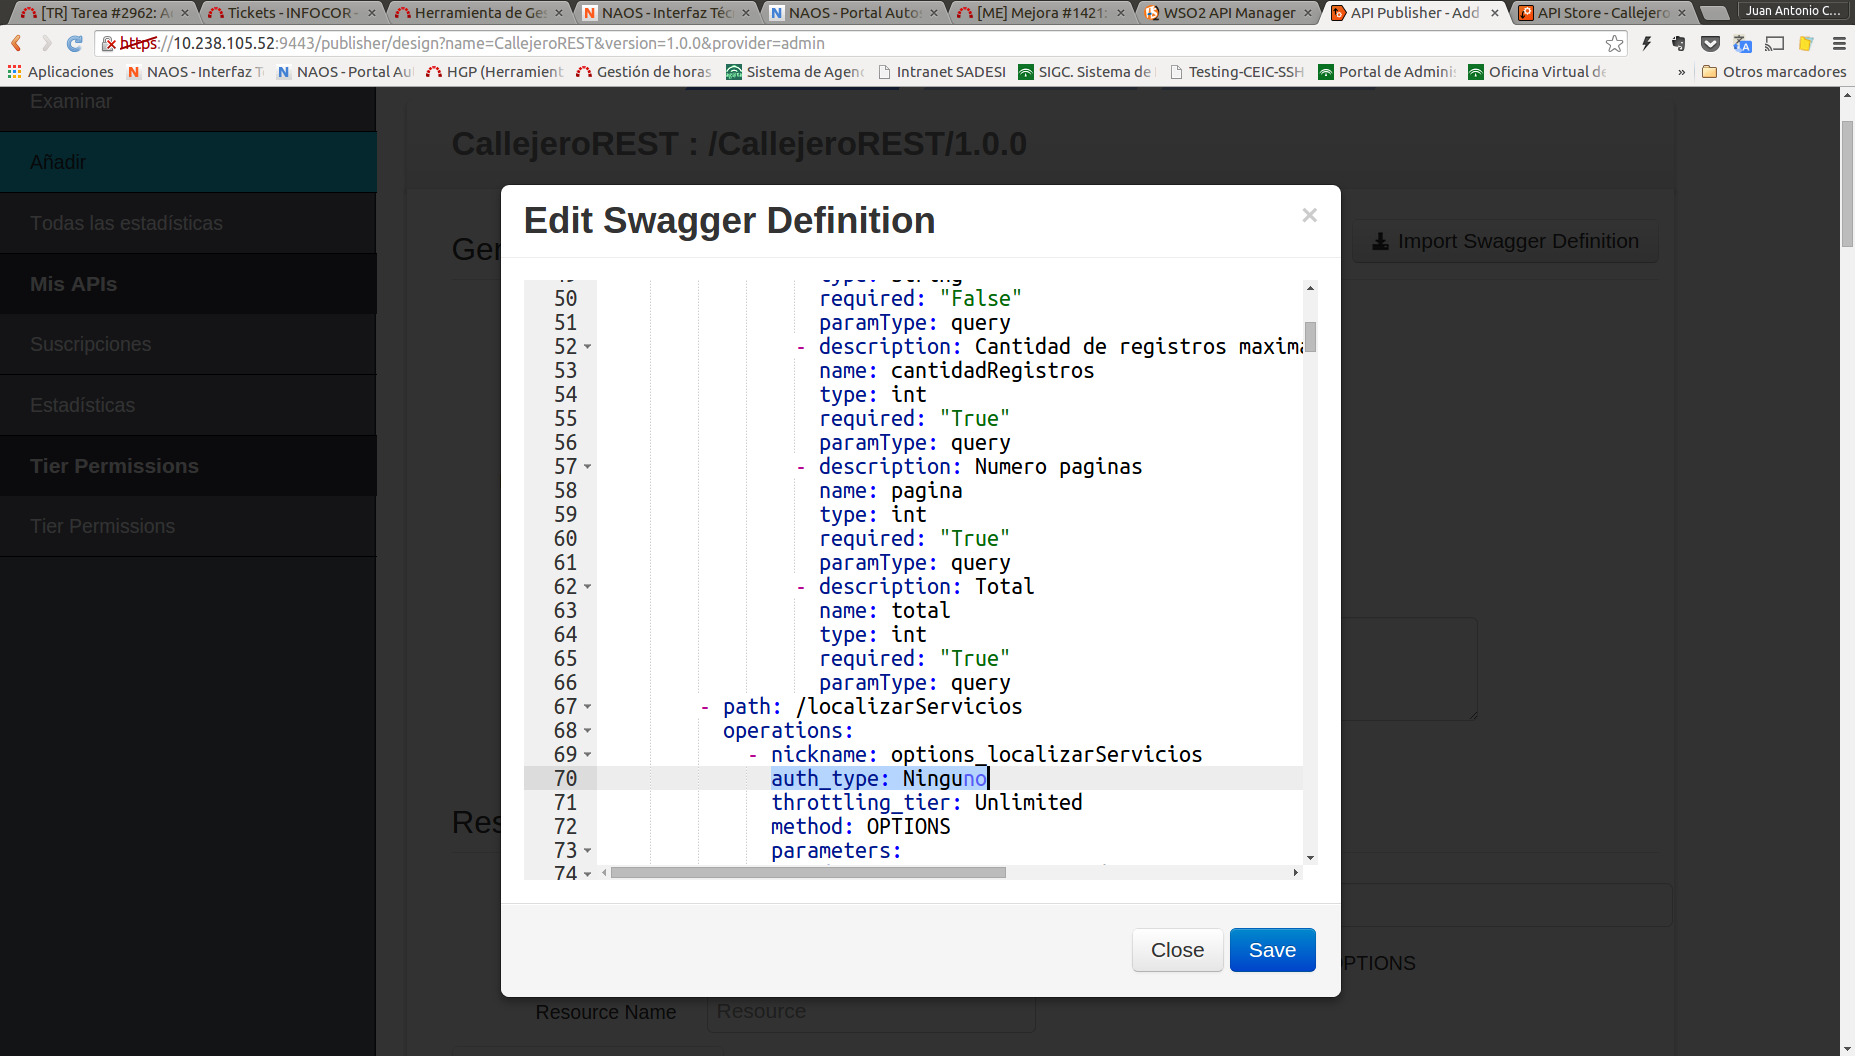 [TR] Tarea #2962: A
Tickets - INFOCOR -
Herramienta de Ges
NAOS - Interfaz Téc
NAOS - Portal Autos
[ME] Mejora #1421:
WSO2 API Manager
API Publisher - Add
API Store - Callejero
Juan Antonio C...
https://10.238.105.52:9443/publisher/design?name=CallejeroREST&version=1.0.0&provider=admin
Aplicaciones
NAOS - Interfaz T
NAOS - Portal Au
HGP (Herramient
Gestión de horas
Sistema de Agen
Intranet SADESI
SIGC. Sistema de
Testing-CEIC-SSH
Portal de Adminis
Oficina Virtual de
»
Otros marcadores
Examinar
Añadir
Todas las estadísticas
Mis APIs
Suscripciones
Estadísticas
Tier Permissions
Tier Permissions
CallejeroREST : /CallejeroREST/1.0.0
Ger
Import Swagger Definition
Edit Swagger Definition
×
50 required: "False"
51 paramType: query
52 - description: Cantidad de registros maxima
53 name: cantidadRegistros
54 type: int
55 required: "True"
56 paramType: query
57 - description: Numero paginas
58 name: pagina
59 type: int
60 required: "True"
61 paramType: query
62 - description: Total
63 name: total
64 type: int
65 required: "True"
66 paramType: query
67 - path: /localizarServicios
68 operations:
69 - nickname: options_localizarServicios
70 auth_type: Ninguno
71 throttling_tier: Unlimited
72 method: OPTIONS
73 parameters:
74
Close
Save
Res
PTIONS
Resource Name
Resource